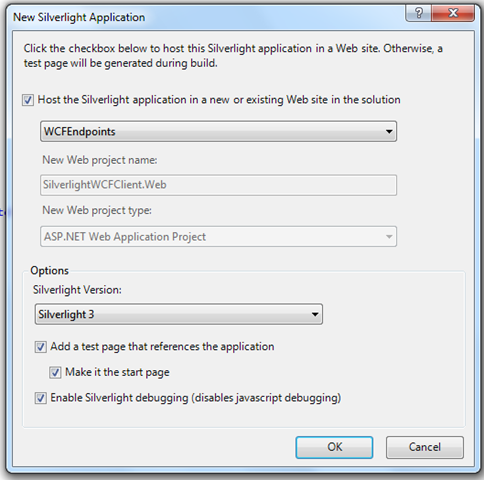 New Silverlight Application
Click the checkbox below to host this Silverlight application in a Web site. Otherwise, a
test page will be generated during build.
Host the Silverlight application in a new or existing Web site in the solution
WCFEndpoints
New Web project name:
SilverlightWCFClient.Web
New Web project type:
ASP.NET Web Application Project
Options
Silverlight Version:
Silverlight 3
Add a test page that references the application
Make it the start page
Enable Silverlight debugging (disables javascript debugging)
OK Cancel